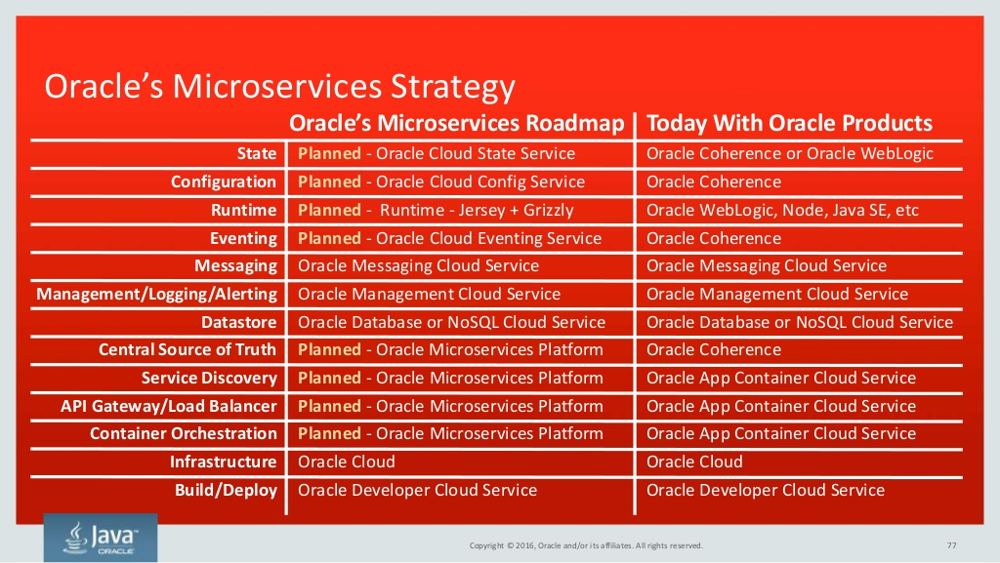 Oracle's Microservices Strategy
Oracle's Microservices Roadmap Today With Oracle Products
State Planned - Oracle Cloud State Service Oracle Coherence or Oracle WebLogic
Configuration Planned - Oracle Cloud Config Service Oracle Coherence
Runtime Planned - Runtime - Jersey + Grizzly Oracle WebLogic, Node, Java SE, etc
Eventing Planned - Oracle Cloud Eventing Service Oracle Coherence
Messaging Oracle Messaging Cloud Service Oracle Messaging Cloud Service
Management/Logging/Alerting Oracle Management Cloud Service Oracle Management Cloud Service
Datastore Oracle Database or NoSQL Cloud Service Oracle Database or NoSQL Cloud Service
Central Source of Truth Planned - Oracle Microservices Platform Oracle Coherence
Service Discovery Planned - Oracle Microservices Platform Oracle App Container Cloud Service
API Gateway/Load Balancer Planned - Oracle Microservices Platform Oracle App Container Cloud Service
Container Orchestration Planned - Oracle Microservices Platform Oracle App Container Cloud Service
Infrastructure Oracle Cloud Oracle Cloud
Build/Deploy Oracle Developer Cloud Service Oracle Developer Cloud Service
Java™
ORACLE
Copyright © 2016, Oracle and/or its affiliates. All rights reserved. 77